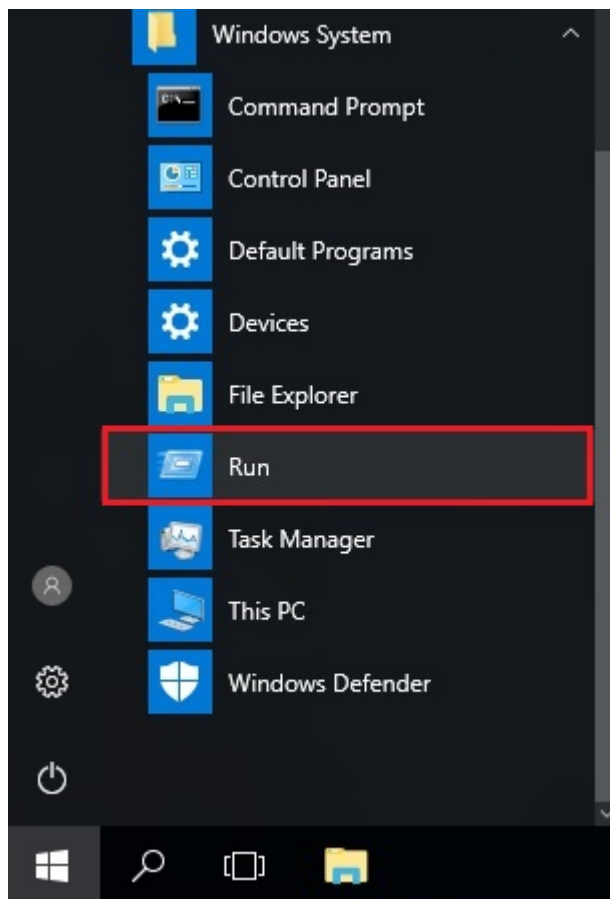 Windows System
Command Prompt
Control Panel
Default Programs
Devices
File Explorer
Run
Task Manager
This PC
Windows Defender